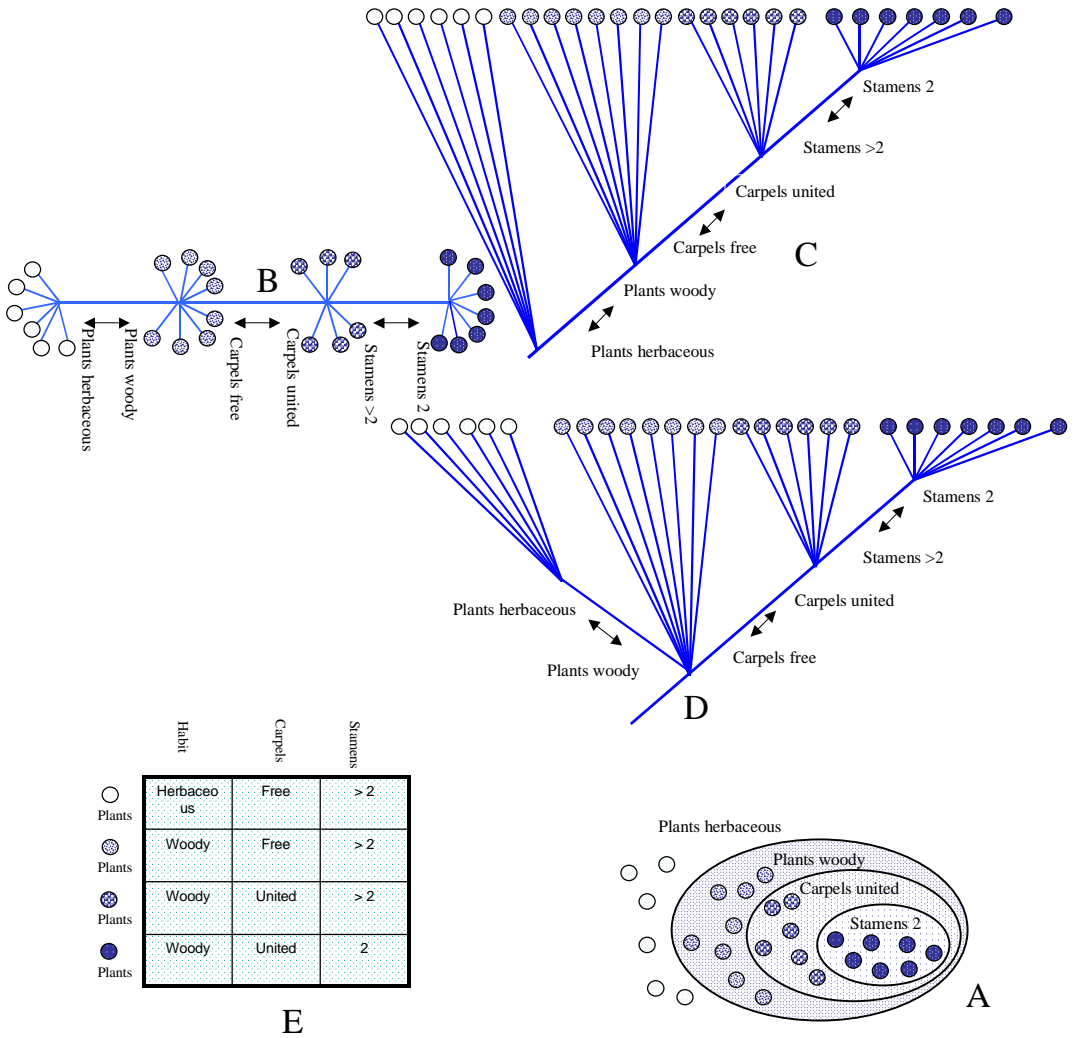 Stamens 2
Stamens >2
Carpels united
Carpels free
C
Plants woody
Plants herbaceous
B
Plants herbaceous
Plants woody
Carpels free
Carpels united
Stamens >2
Stamens 2
Stamens 2
Stamens >2
Carpels united
Carpels free
Plants herbaceous
Plants woody
D
Habit
Carpels
Stamens
Herbaceo
us
Free
> 2
Plants
Woody
Free
> 2
Plants
Woody
United
> 2
Plants
Woody
United
2
Plants
E
Plants herbaceous
Plants woody
Carpels united
Stamens 2
A